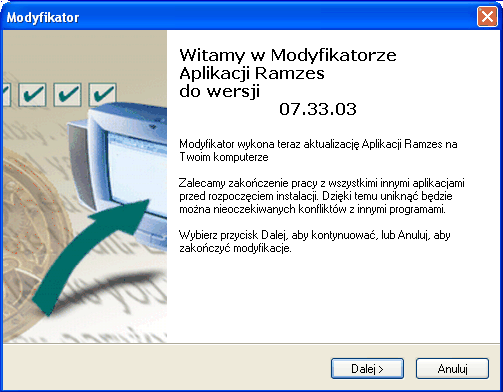 Modyfikator
Witamy w Modyfikatorze
Aplikacji Ramzes
do wersji
07.33.03
Modyfikator wykona teraz aktualizację Aplikacji Ramzes na
Twoim komputerze
Zalecamy zakończenie pracy z wszystkimi innymi aplikacjami
przed rozpoczęciem instalacji. Dzięki temu uniknąć będzie
można nieoczekiwanych konfliktów z innymi programami.
Wybierz przycisk Dalej, aby kontynuować, lub Anuluj, aby
zakończyć modyfikacje.
Dalej >
Anuluj